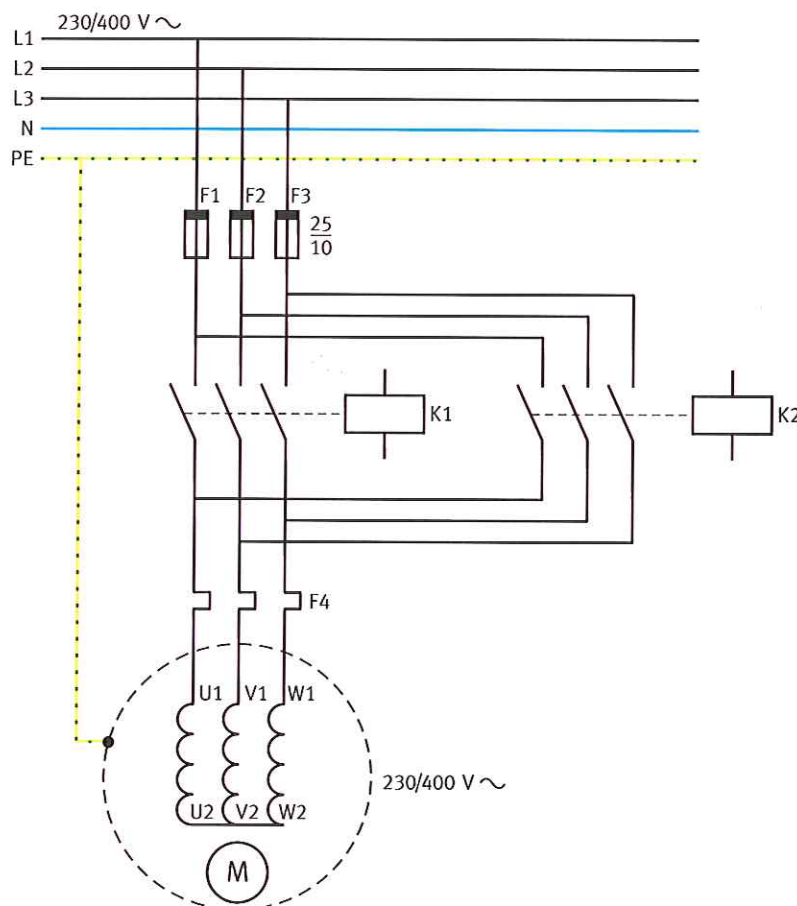 230/400 V ~
L1
L2
L3
N
PE
F1 F2 F3
25
10
K1
K2
F4
U1 V1 W1
230/400 V ~
U2 V2 W2
M